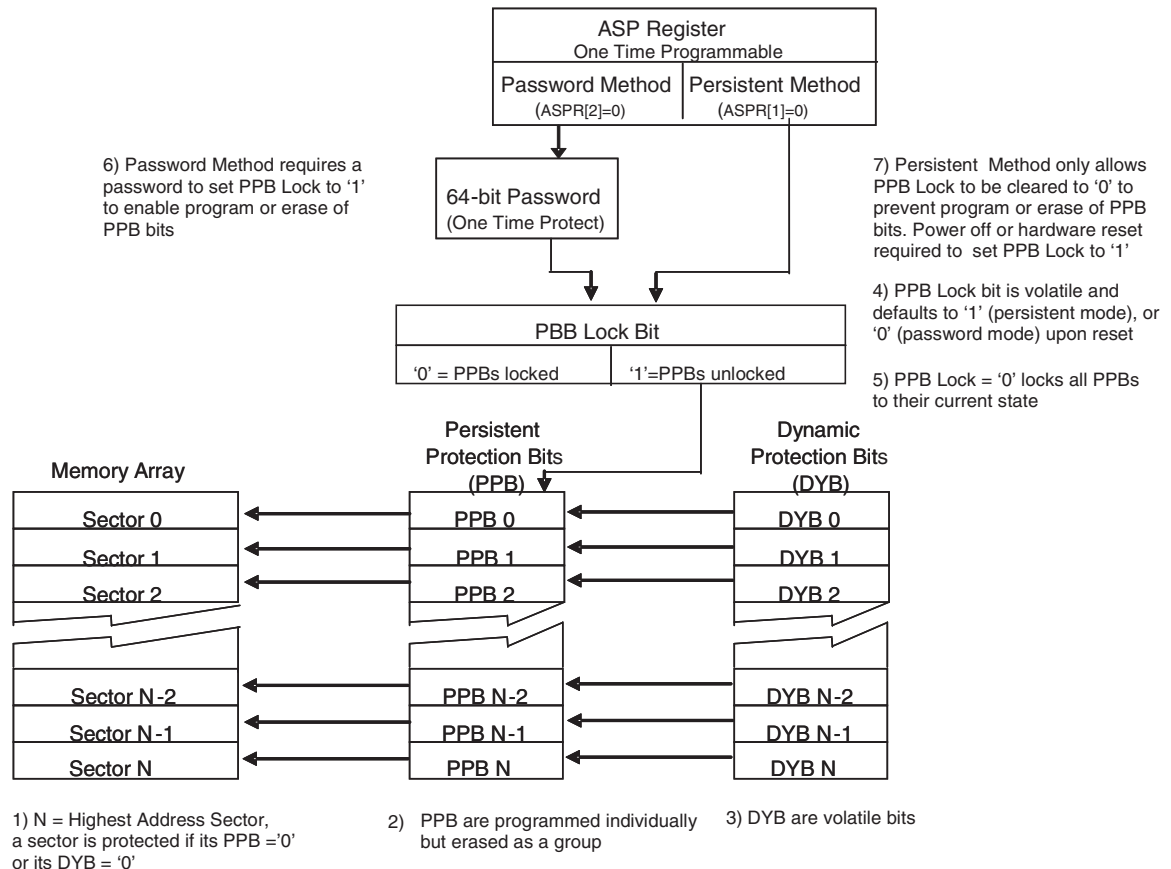 ASP Register
One Time Programmable
Password Method
(ASPR[2]=0)
Persistent Method
(ASPR[1]=0)
6) Password Method requires a
password to set PPB Lock to ‘1’
to enable program or erase of
PPB bits
64-bit Password
(One Time Protect)
7) Persistent Method only allows
PPB Lock to be cleared to ‘0’ to
prevent program or erase of PPB
bits. Power off or hardware reset
required to set PPB Lock to ‘1’
4) PPB Lock bit is volatile and
defaults to ‘1’ (persistent mode), or
‘0’ (password mode) upon reset
5) PPB Lock = ‘0’ locks all PPBs
to their current state
PBB Lock Bit
‘0’ = PPBs locked
‘1’=PPBs unlocked
Memory Array
Sector 0
Sector 1
Sector 2
Sector N-2
Sector N-1
Sector N
Persistent
Protection Bits
(PPB)
PPB 0
PPB 1
PPB 2
PPB N-2
PPB N-1
PPB N
Dynamic
Protection Bits
(DYB)
DYB 0
DYB 1
DYB 2
DYB N-2
DYB N-1
DYB N
1) N = Highest Address Sector,
a sector is protected if its PPB =‘0’
or its DYB = ‘0’
2) PPB are programmed individually
but erased as a group
3) DYB are volatile bits